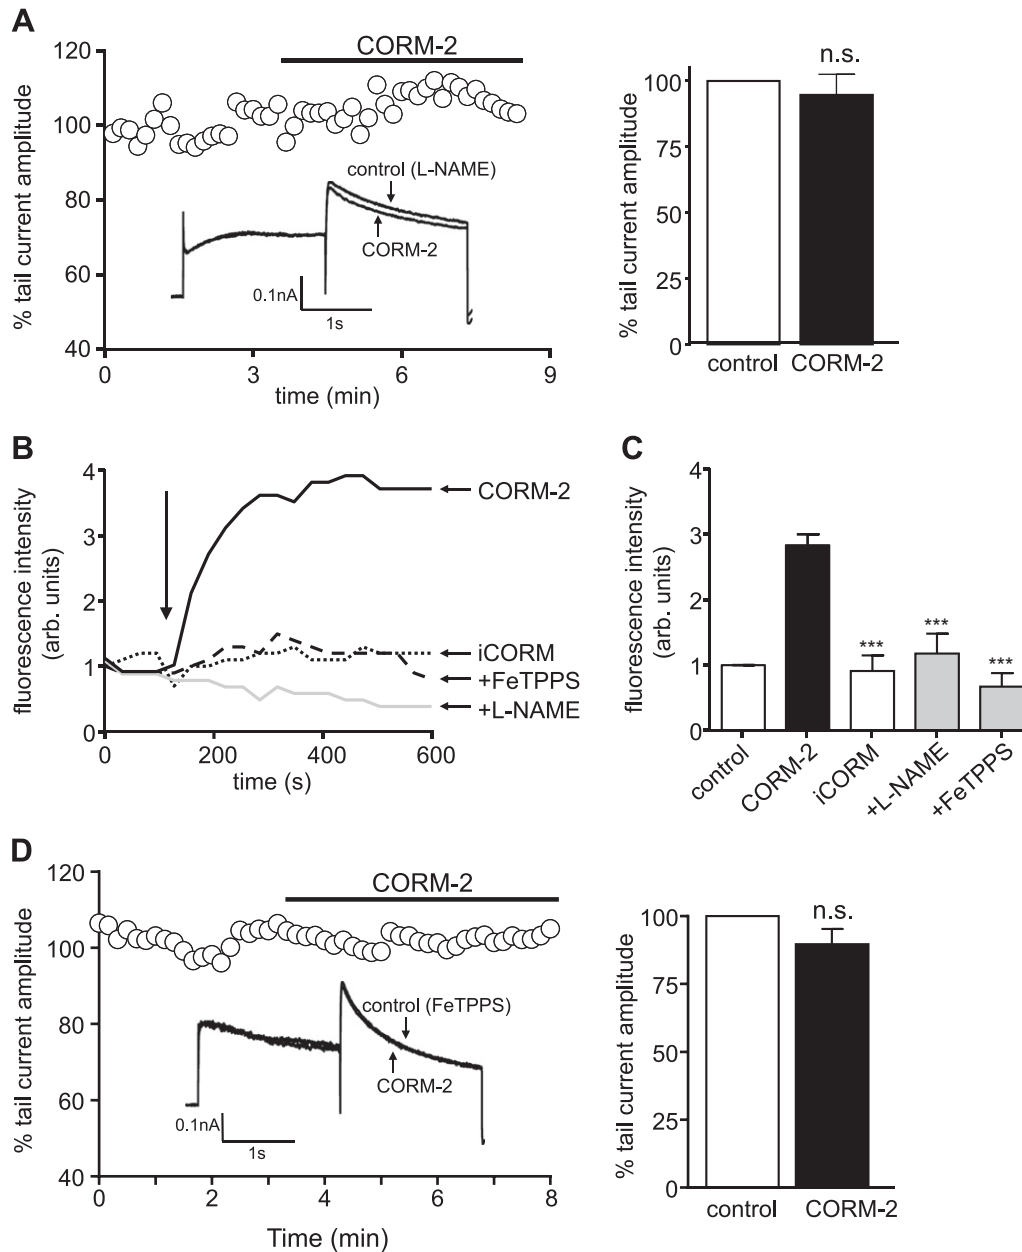 A
CORM-2
% tail current amplitude
120
100
80
60
40
0
3
6
9
time (min)
control (L-NAME)
CORM-2
0.1nA
1s
% tail current amplitude
100
75
50
25
0
n.s.
control
CORM-2
B
fluorescence intensity
(arb. units)
4
3
2
1
0
0
200
400
600
time (s)
CORM-2
iCORM
+FeTPPS
+L-NAME
C
fluorescence intensity
(arb. units)
4
3
2
1
0
***
***
***
control
CORM-2
iCORM
+L-NAME
+FeTPPS
D
CORM-2
% tail current amplitude
120
100
80
60
40
0
2
4
6
8
Time (min)
control (FeTPPS)
CORM-2
0.1nA
1s
% tail current amplitude
100
75
50
25
0
n.s.
control
CORM-2